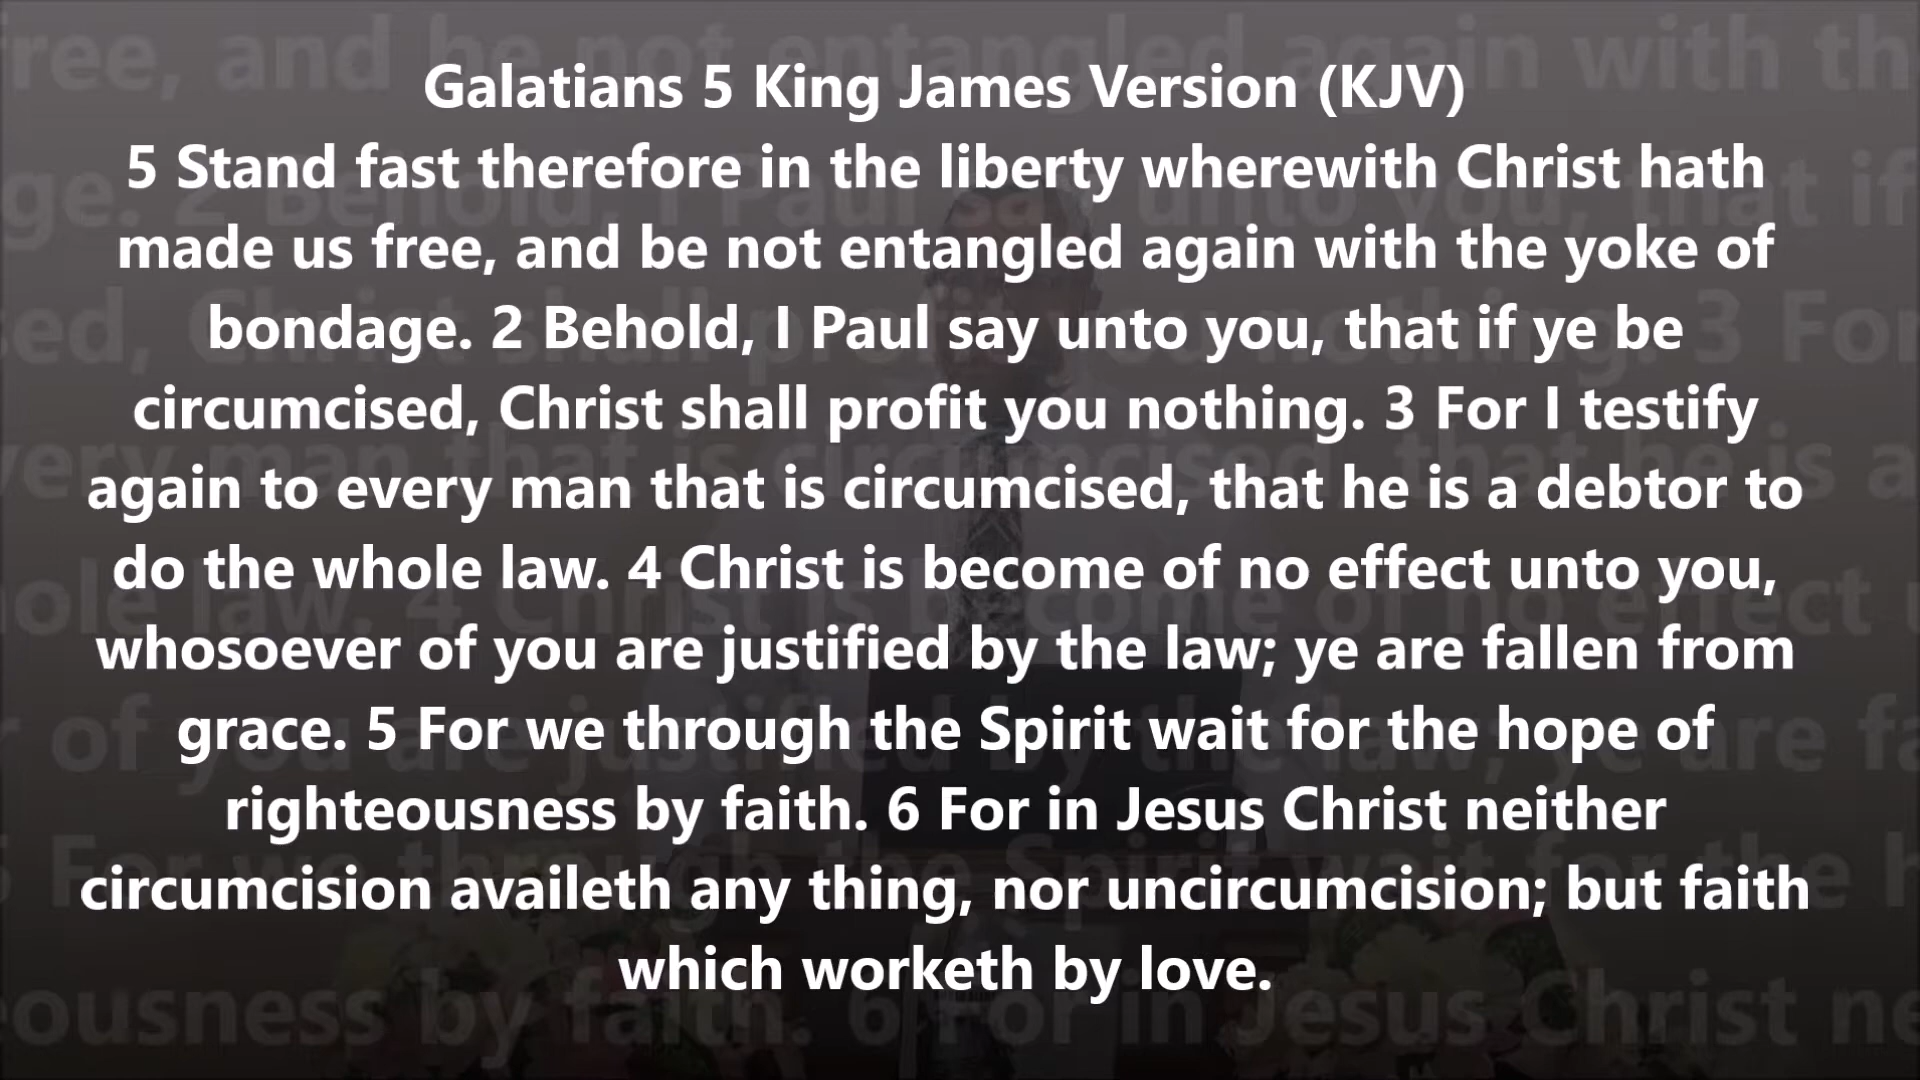 Galatians 5 King James Version (KJV)
5 Stand fast therefore in the liberty wherewith Christ hath
made us free, and be not entangled again with the yoke of
bondage. 2 Behold, I Paul say unto you, that if ye be
circumcised, Christ shall profit you nothing. 3 For I testify
again to every man that is circumcised, that he is a debtor to
do the whole law. 4 Christ is become of no effect unto you,
whosoever of you are justified by the law; ye are fallen from
grace. 5 For we through the Spirit wait for the hope of
righteousness by faith. 6 For in Jesus Christ neither
circumcision availeth any thing, nor uncircumcision; but faith
which worketh by love.